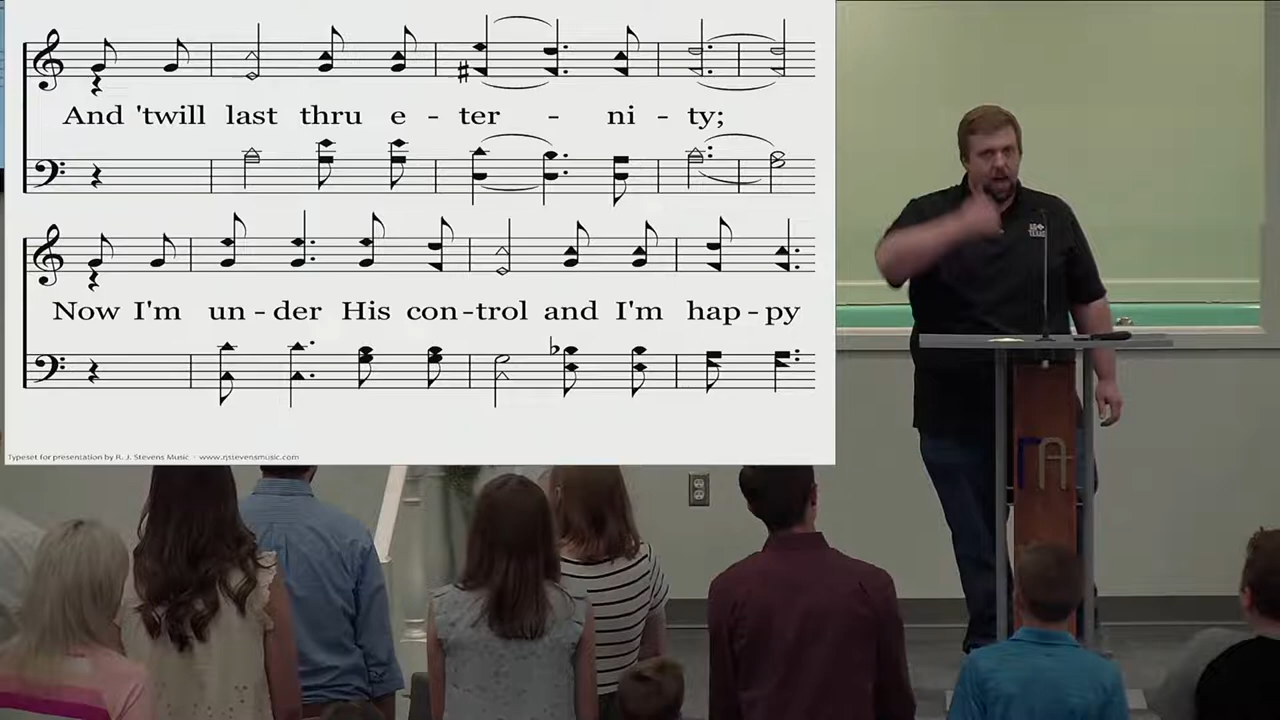 And 'twill last thru e - ter - ni - ty;
Now I'm un - der His con - trol and I'm hap - py
Typeset for presentation by R. J. Stevens Music - www.rjstevensmusic.com